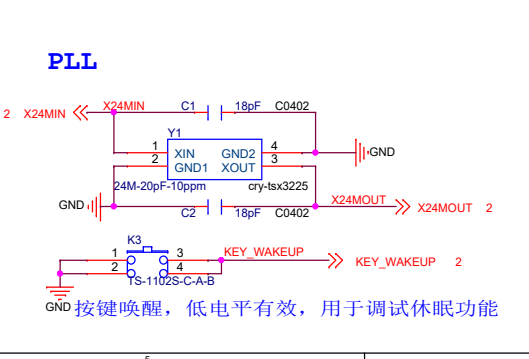 PLL
C1 18pF C0402
2 X24MIN X24MIN
Y1
1 XIN GND2 4
2 GND1 XOUT 3
GND
24M-20pF-10ppm cry-tsx3225
GND
X24MOUT X24MOUT 2
C2 18pF C0402
K3
1 3 KEY_WAKEUP
2 4 KEY_WAKEUP 2
TS-1102S-C-A-B
GND
按键唤醒，低电平有效，用于调试休眠功能